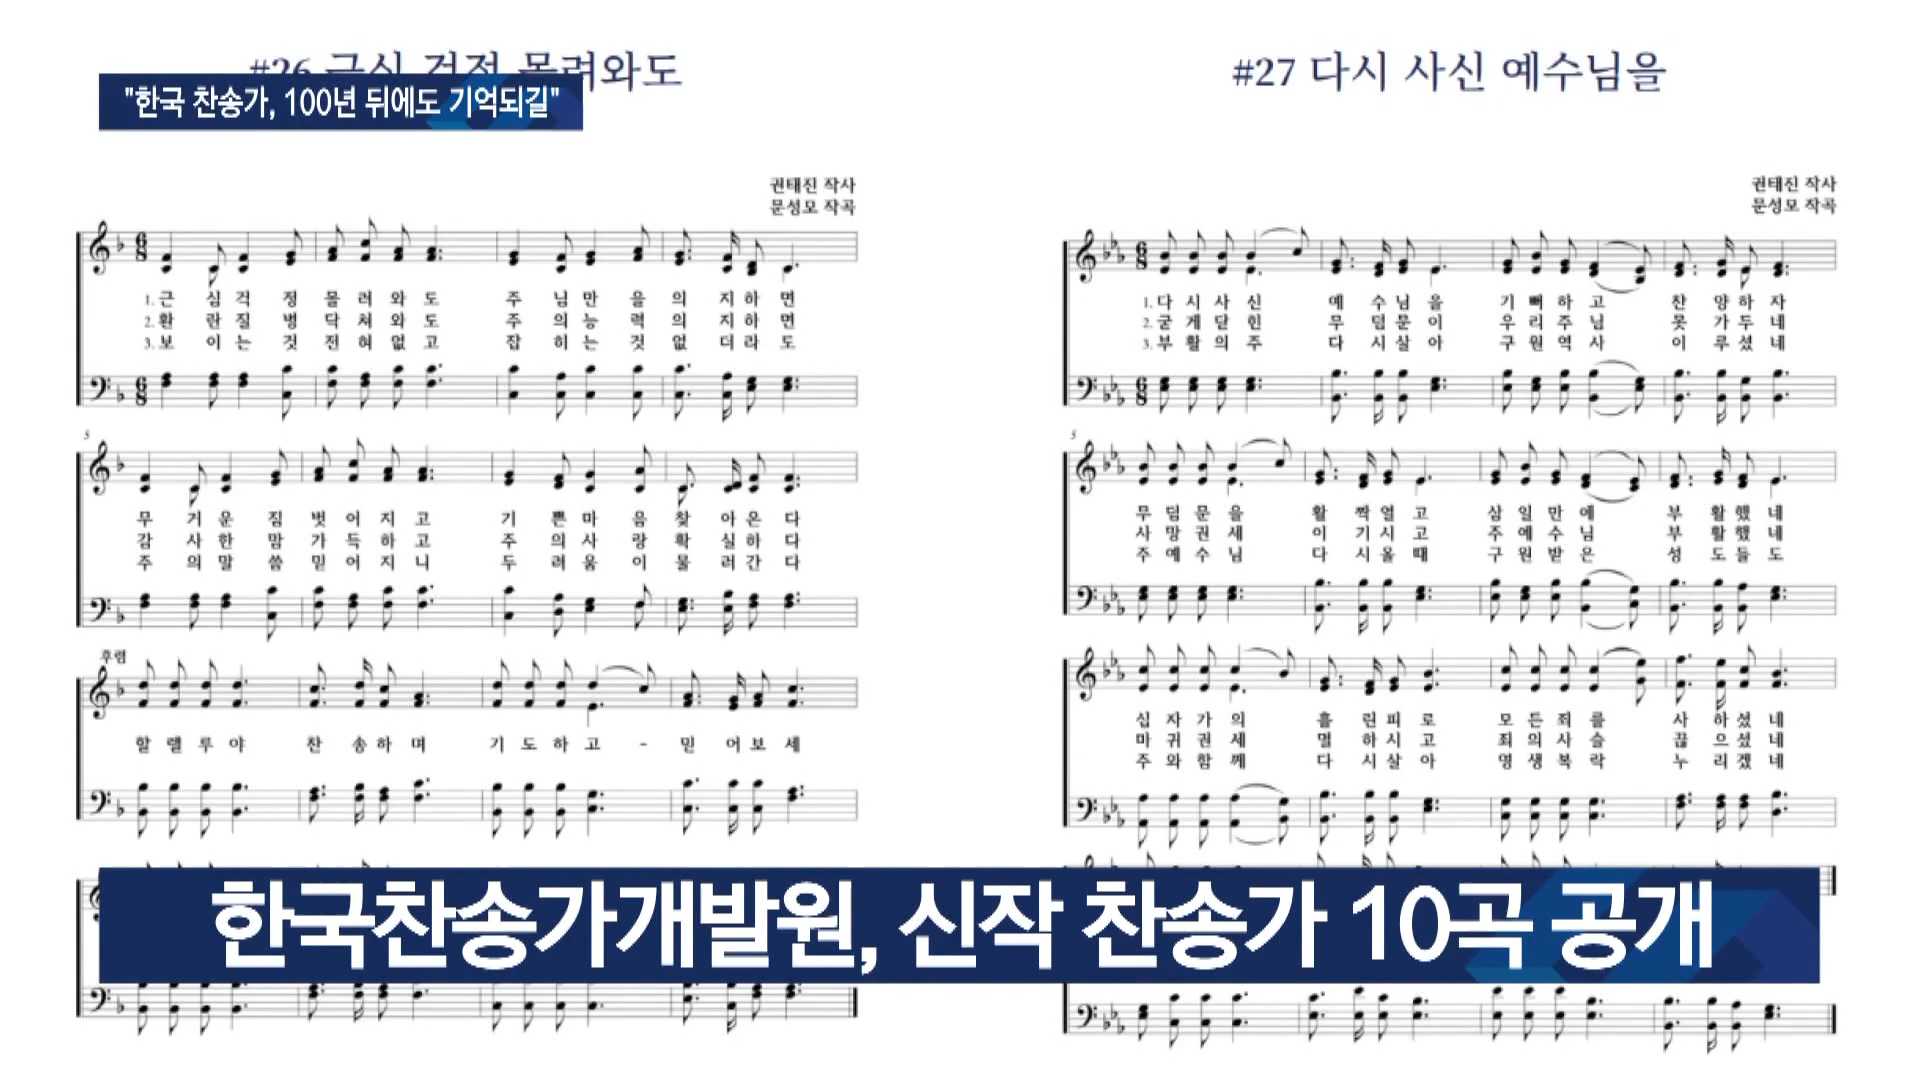 #26 근심 걱정 몰려와도
"한국 찬송가, 100년 뒤에도 기억되길"
권태진 작사
문성모 작곡
1. 근 심 걱 정 몰 려 와 도 주 님 만 을 의 지 하 면
2. 환 란 질 병 닥 쳐 와 도 주 의 능 력 의 지 하 면
3. 보 이 는 것 전 혀 없 고 잡 히 는 것 없 더 라 도
5
무 거 운 짐 벗 어 지 고 기 쁜 마 음 찾 아 온 다
감 사 한 맘 가 득 하 고 주 의 사 랑 확 실 하 다
주 의 말 씀 믿 어 지 니 두 려 움 이 물 러 간 다
후렴
할 렐 루 야 찬 송 하 며 기 도 하 고 - 믿 어 보 세
#27 다시 사신 예수님을
권태진 작사
문성모 작곡
1. 다 시 사 신 예 수 님 을 기 뻐 하 고 찬 양 하 자
2. 굳 게 닫 힌 무 덤 문 이 우 리 주 님 못 가 두 네
3. 부 활 의 주 다 시 살 아 구 원 역 사 이 루 셨 네
5
무 덤 문 을 활 짝 열 고 삼 일 만 에 부 활 했 네
사 망 권 세 이 기 시 고 주 예 수 님 부 활 했 네
주 예 수 님 다 시 올 때 구 원 받 은 성 도 들 도
십 자 가 의 흘 린 피 로 모 든 죄 를 사 하 셨 네
마 귀 권 세 멸 하 시 고 죄 의 사 슬 끊 으 셨 네
주 와 함 께 다 시 살 아 영 생 복 락 누 리 겠 네
한국찬송가개발원, 신작 찬송가 10곡 공개